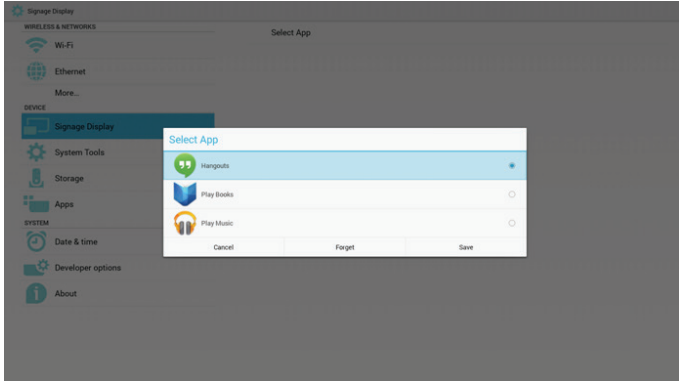 Signage Display
WIRELESS & NETWORKS
Wi-Fi
Ethernet
More...
DEVICE
Signage Display
System Tools
Storage
Apps
SYSTEM
Date & time
Developer options
About
Select App
Select App
Hangouts
Play Books
Play Music
Cancel
Forget
Save